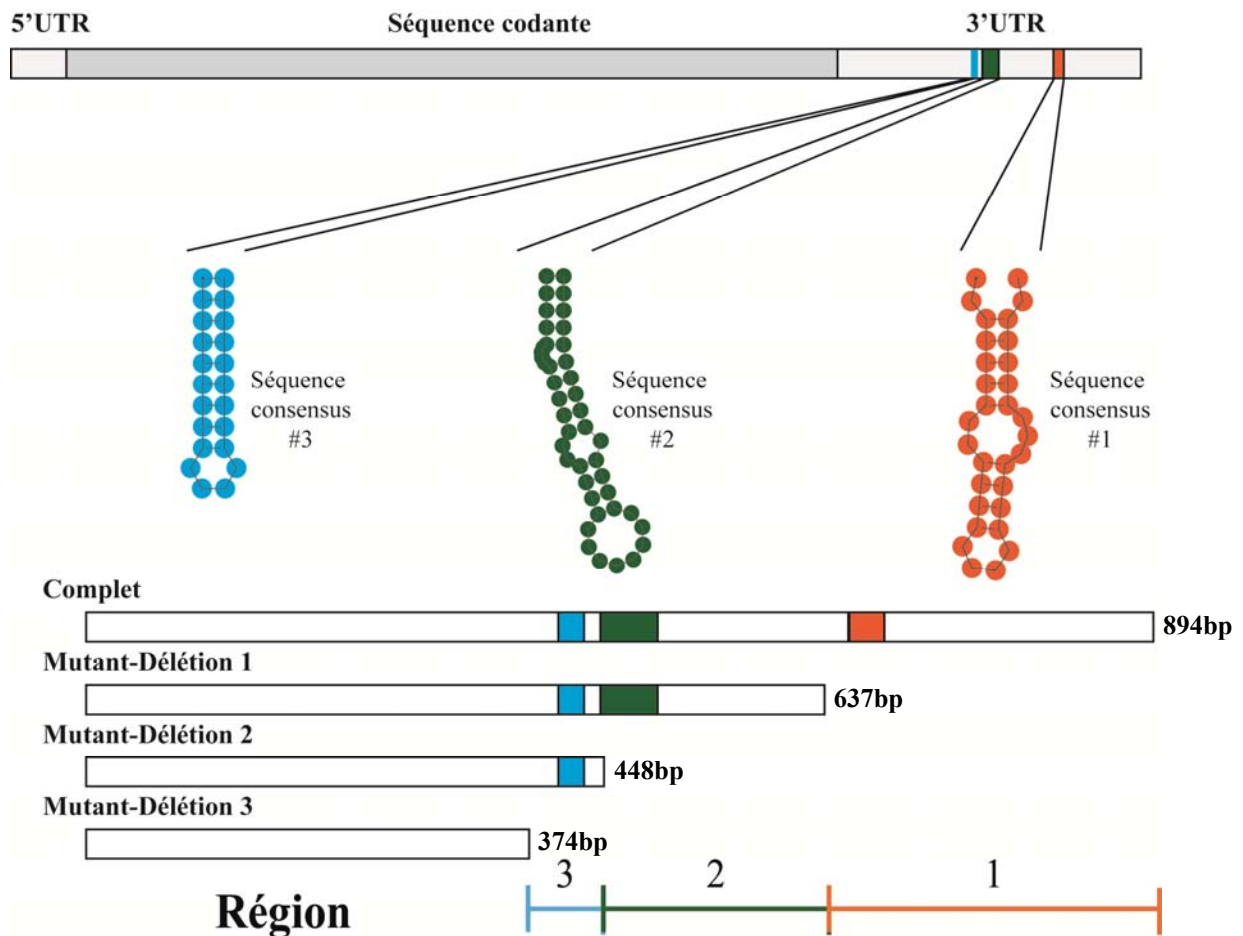 5'UTR
Séquence codante
3'UTR
Séquence
consensus
#3
Séquence
consensus
#2
Séquence
consensus
#1
Complet
894bp
Mutant-Délétion 1
637bp
Mutant-Délétion 2
448bp
Mutant-Délétion 3
374bp
Région
3
2
1